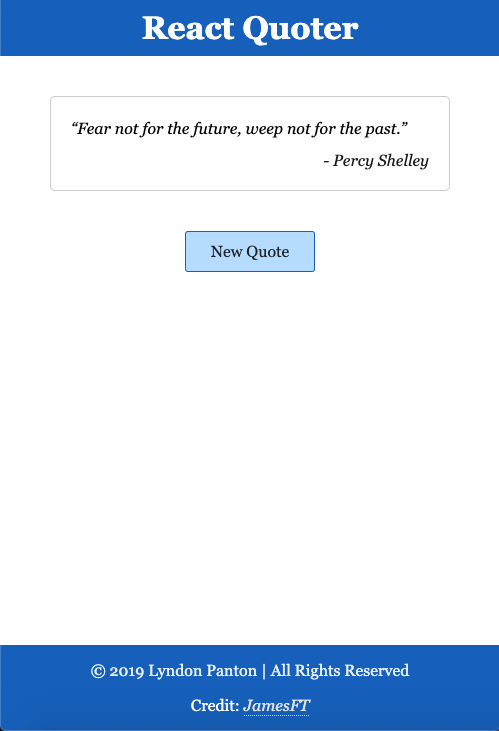 React Quoter
“Fear not for the future, weep not for the past.”
- Percy Shelley
New Quote
© 2019 Lyndon Panton | All Rights Reserved
Credit: JamesFT